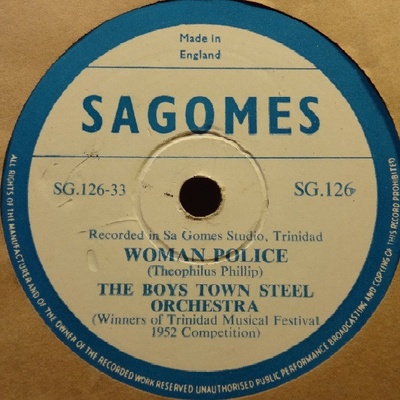 Made in
England
SAGOMES
SG.126-33 SG.126
Recorded in Sa Gomes Studio, Trinidad
WOMAN POLICE
(Theophilus Phillip)
THE BOYS TOWN STEEL
ORCHESTRA
(Winners of Trinidad Musical Festival
1952 Competition)
ALL RIGHTS OF THE MANUFACTURER AND OF THE OWNER OF THE RECORDED WORK RESERVED UNAUTHORISED PUBLIC PERFORMANCE BROADCASTING AND COPYING OF THIS RECORD PROHIBITED